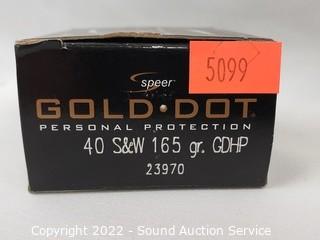 speer
5099
GOLD DOT
PERSONAL PROTECTION
40 S&W 165 gr. GDHP
23970
Copyright 2022 - Sound Auction Service